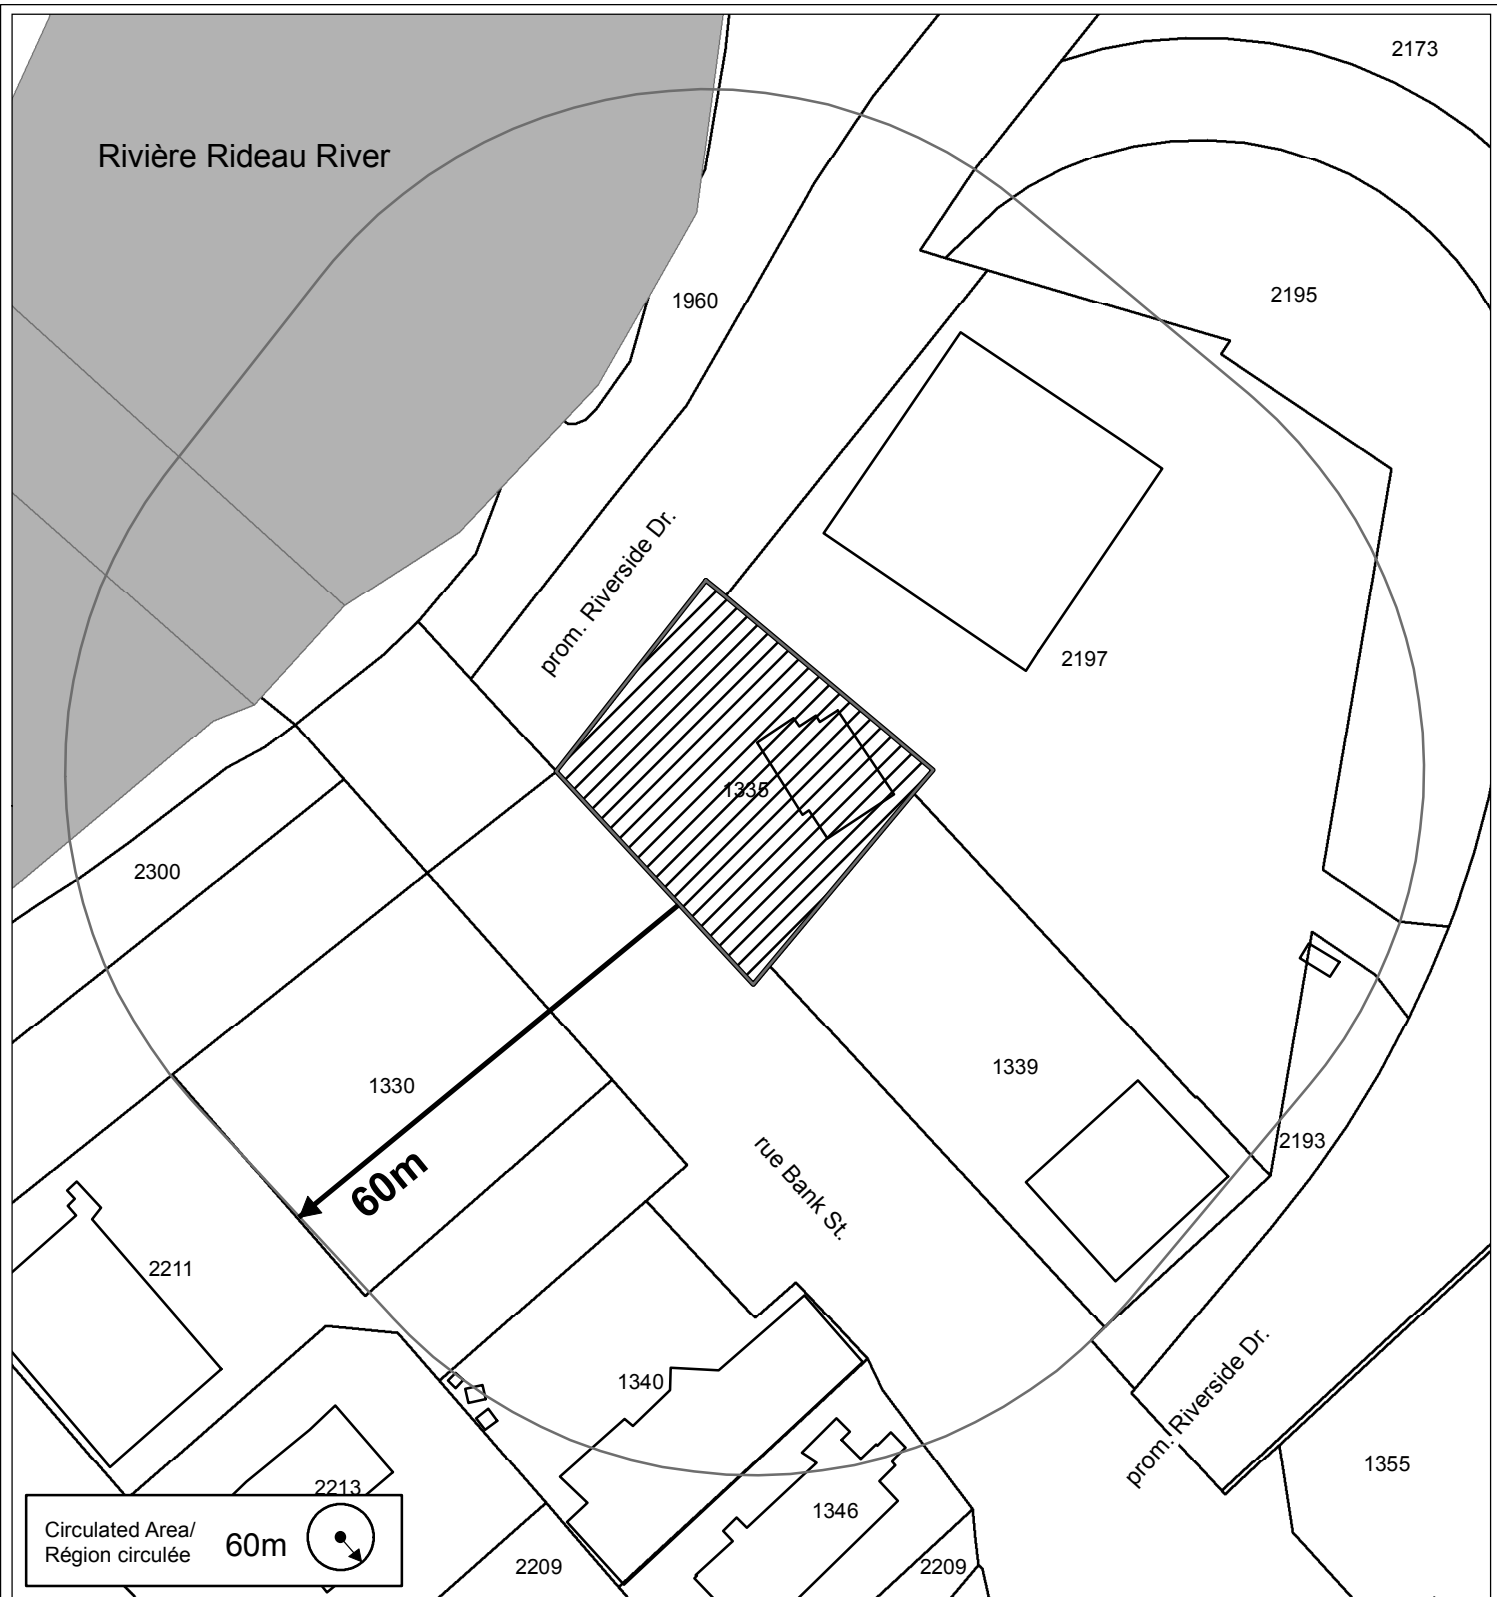 2173
Rivière Rideau River
2195
1960
prom. Riverside Dr.
2197
1335
2300
1339
1330
2193
60m
rue Bank St.
2211
1340
prom. Riverside Dr.
1355
2213
1346
Circulated Area/
Région circulée
60m
2209
2209